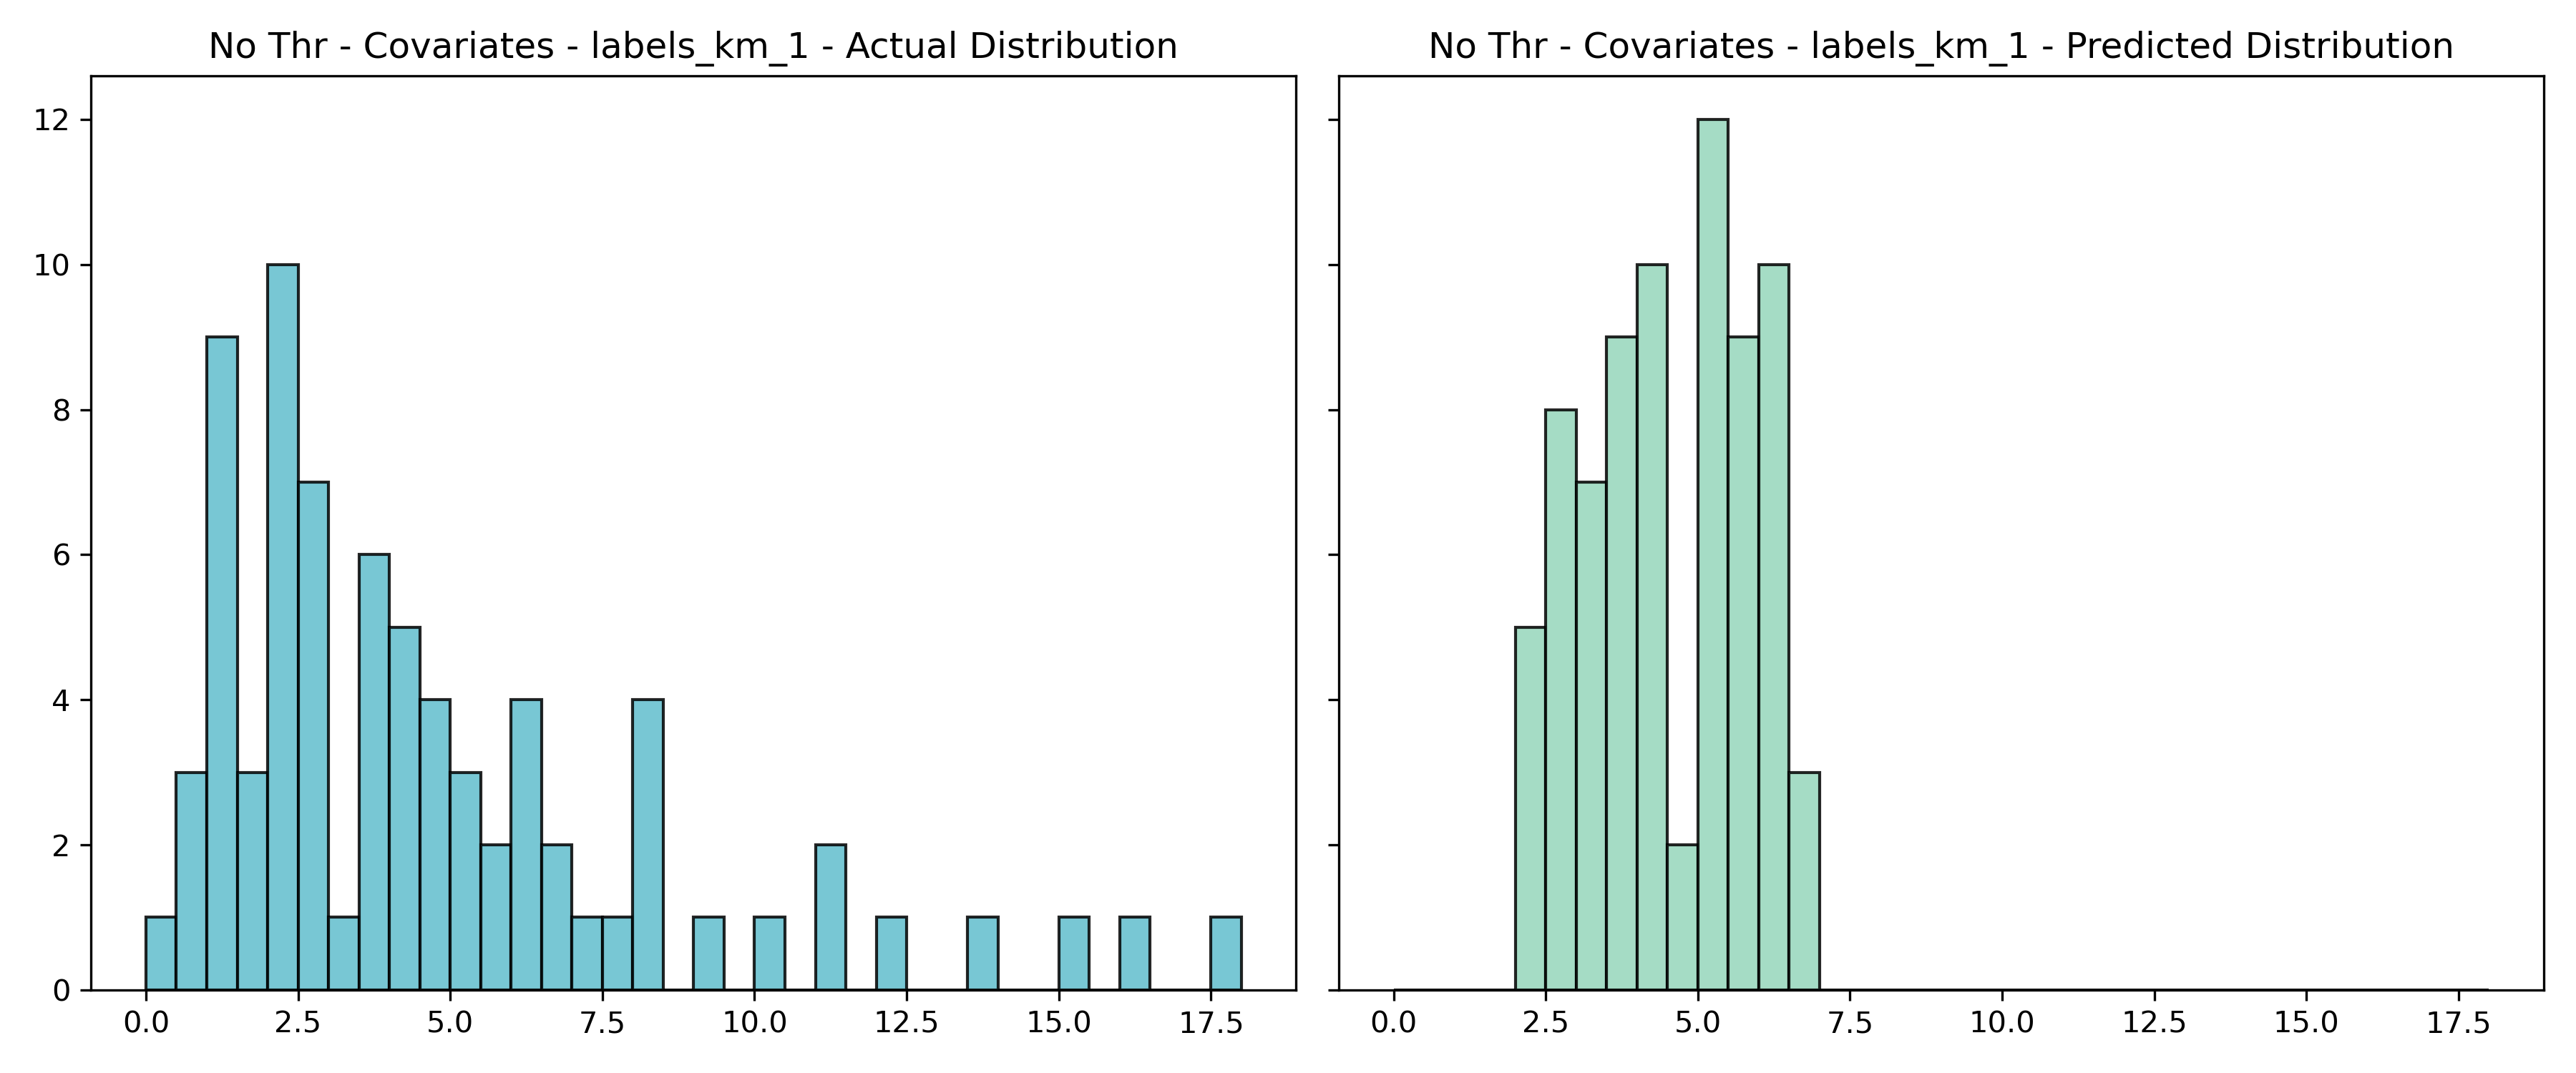 No Thr - Covariates - labels_km_1 - Actual Distribution
12
10
8
6
4
2
0
0.0 2.5 5.0 7.5 10.0 12.5 15.0 17.5
No Thr - Covariates - labels_km_1 - Predicted Distribution
0.0 2.5 5.0 7.5 10.0 12.5 15.0 17.5